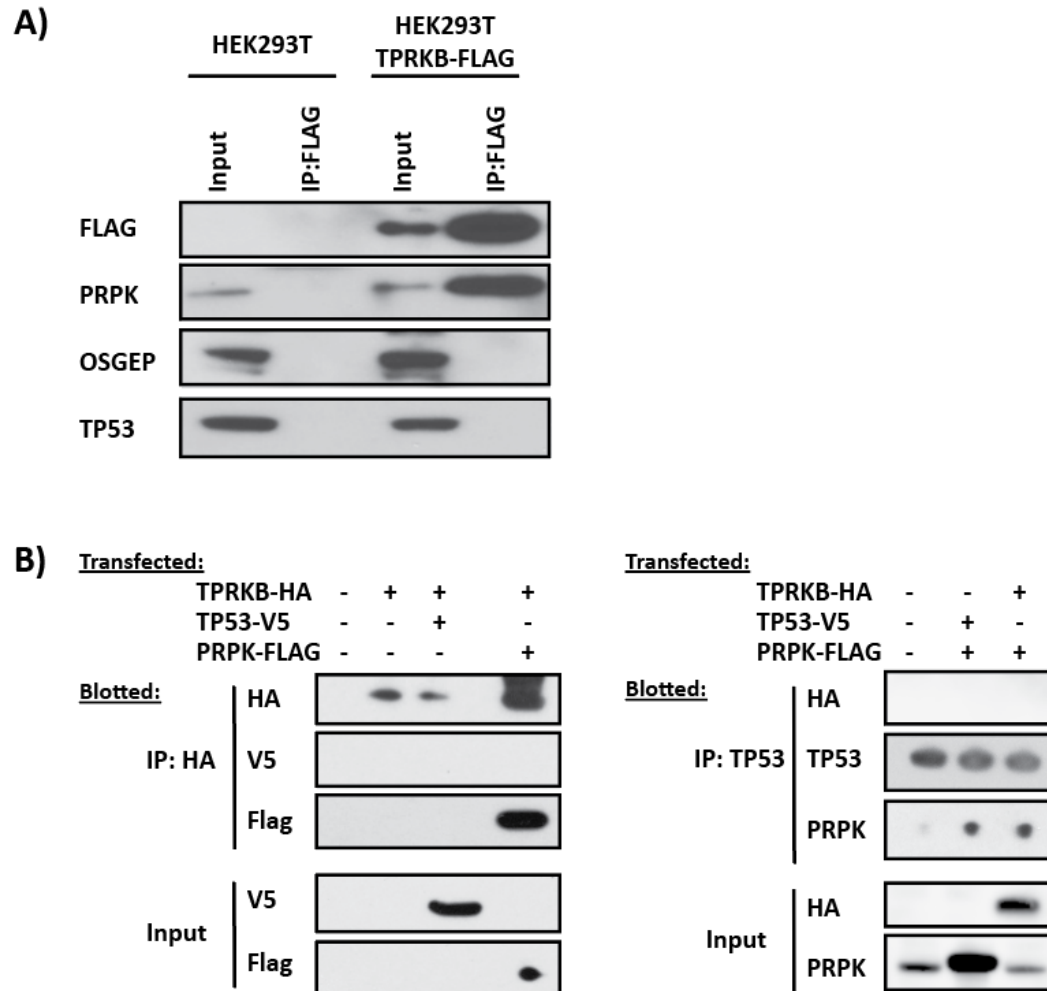 A)
HEK293T
HEK293T
TPRKB-FLAG
Input
IP:FLAG
Input
IP:FLAG
FLAG
PRPK
OSGEP
TP53
B)
Transfected:
TPRKB-HA - + + +
TP53-V5 - - + -
PRPK-FLAG - - - +
Blotted:
IP: HA
HA
V5
Flag
Input
V5
Flag
Transfected:
TPRKB-HA - - +
TP53-V5 - + -
PRPK-FLAG - + +
Blotted:
IP: TP53
HA
TP53
PRPK
Input
HA
PRPK